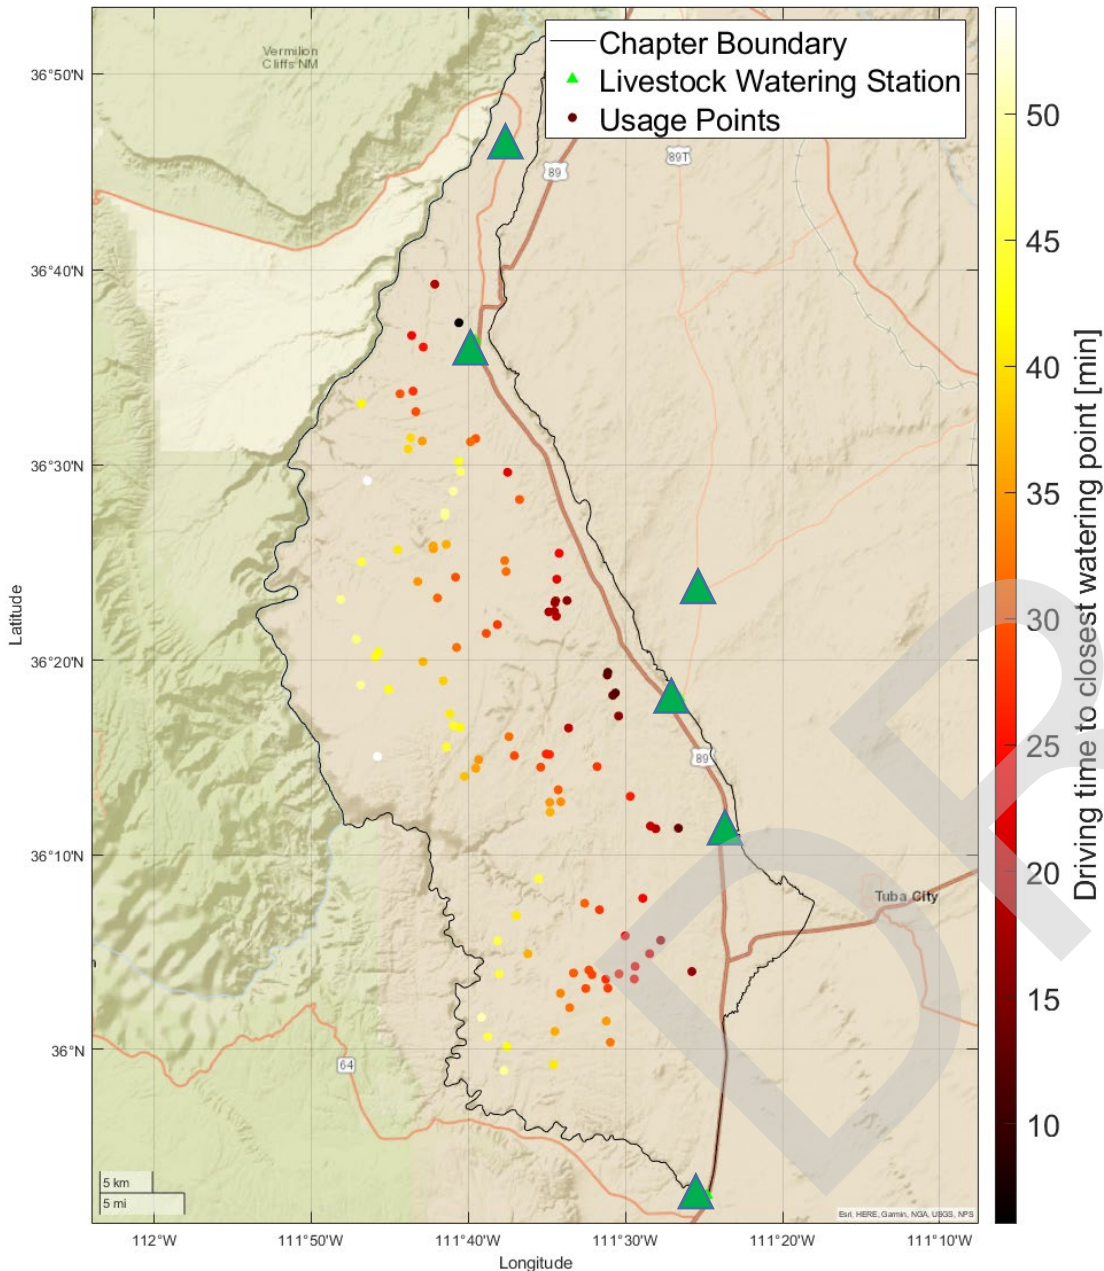 Chapter Boundary
Livestock Watering Station
Usage Points
Vermilion
Cliffs NM
89T
89
89
Tuba City
64
5 km
5 mi
Esri, HERE, Garmin, NGA, USGS, NPS
36°50'N
36°40'N
36°30'N
36°20'N
36°10'N
36°N
Latitude
112°W
111°50'W
111°40'W
111°30'W
111°20'W
111°10'W
Longitude
50
45
40
35
30
25
20
15
10
Driving time to closest watering point [min]